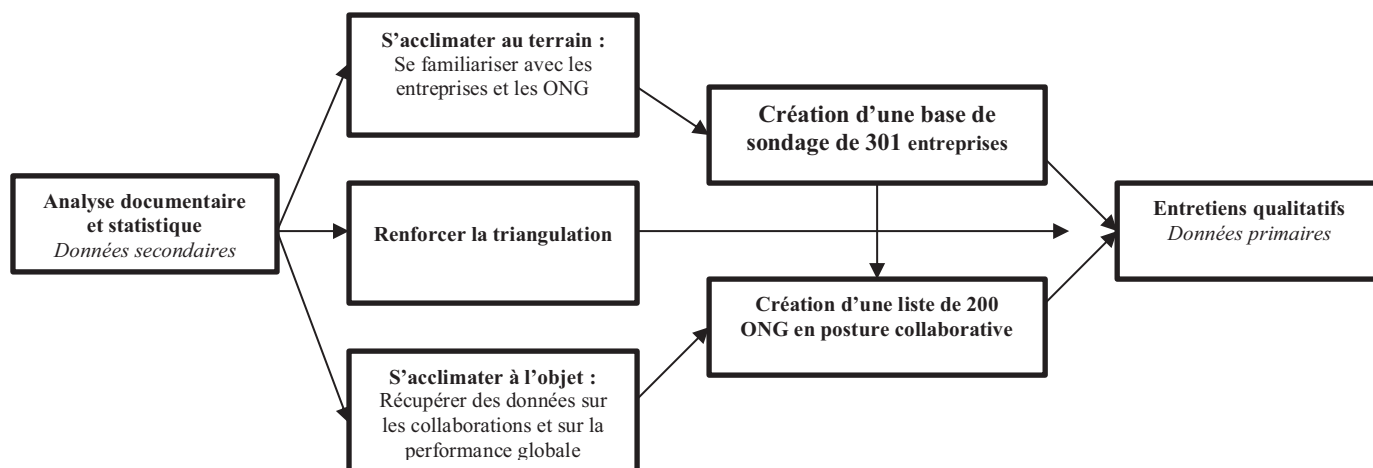 Analyse documentaire
et statistique
Données secondaires
S’acclimater au terrain :
Se familiariser avec les
entreprises et les ONG
Renforcer la triangulation
S’acclimater à l’objet :
Récupérer des données sur
les collaborations et sur la
performance globale
Création d’une base de
sondage de 301 entreprises
Création d’une liste de 200
ONG en posture collaborative
Entretiens qualitatifs
Données primaires